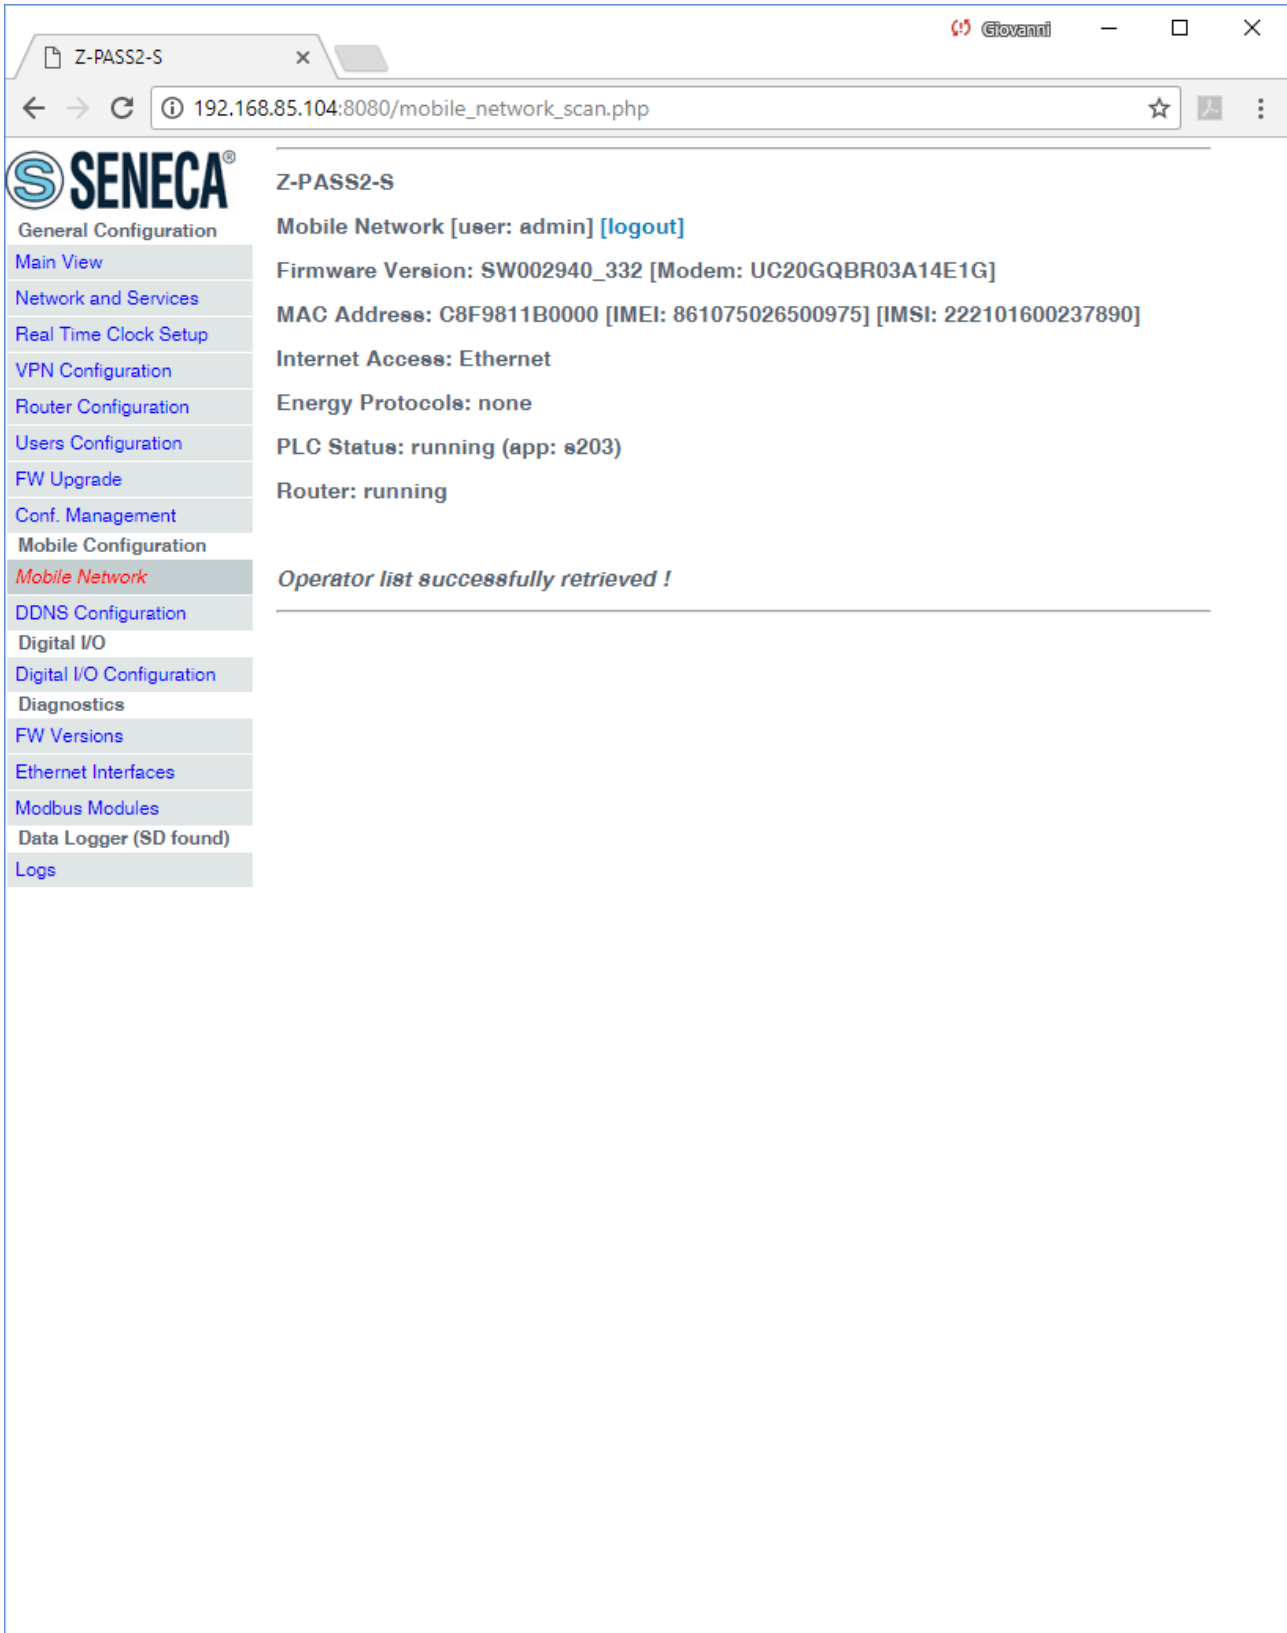 Giovanni
Z-PASS2-S
192.168.85.104:8080/mobile_network_scan.php
SENECA®
General Configuration
Main View
Network and Services
Real Time Clock Setup
VPN Configuration
Router Configuration
Users Configuration
FW Upgrade
Conf. Management
Mobile Configuration
Mobile Network
DDNS Configuration
Digital I/O
Digital I/O Configuration
Diagnostics
FW Versions
Ethernet Interfaces
Modbus Modules
Data Logger (SD found)
Logs
Z-PASS2-S
Mobile Network [user: admin] [logout]
Firmware Version: SW002940_332 [Modem: UC20GQBR03A14E1G]
MAC Address: C8F9811B0000 [IMEI: 861075026500975] [IMSI: 222101600237890]
Internet Access: Ethernet
Energy Protocols: none
PLC Status: running (app: s203)
Router: running
Operator list successfully retrieved !